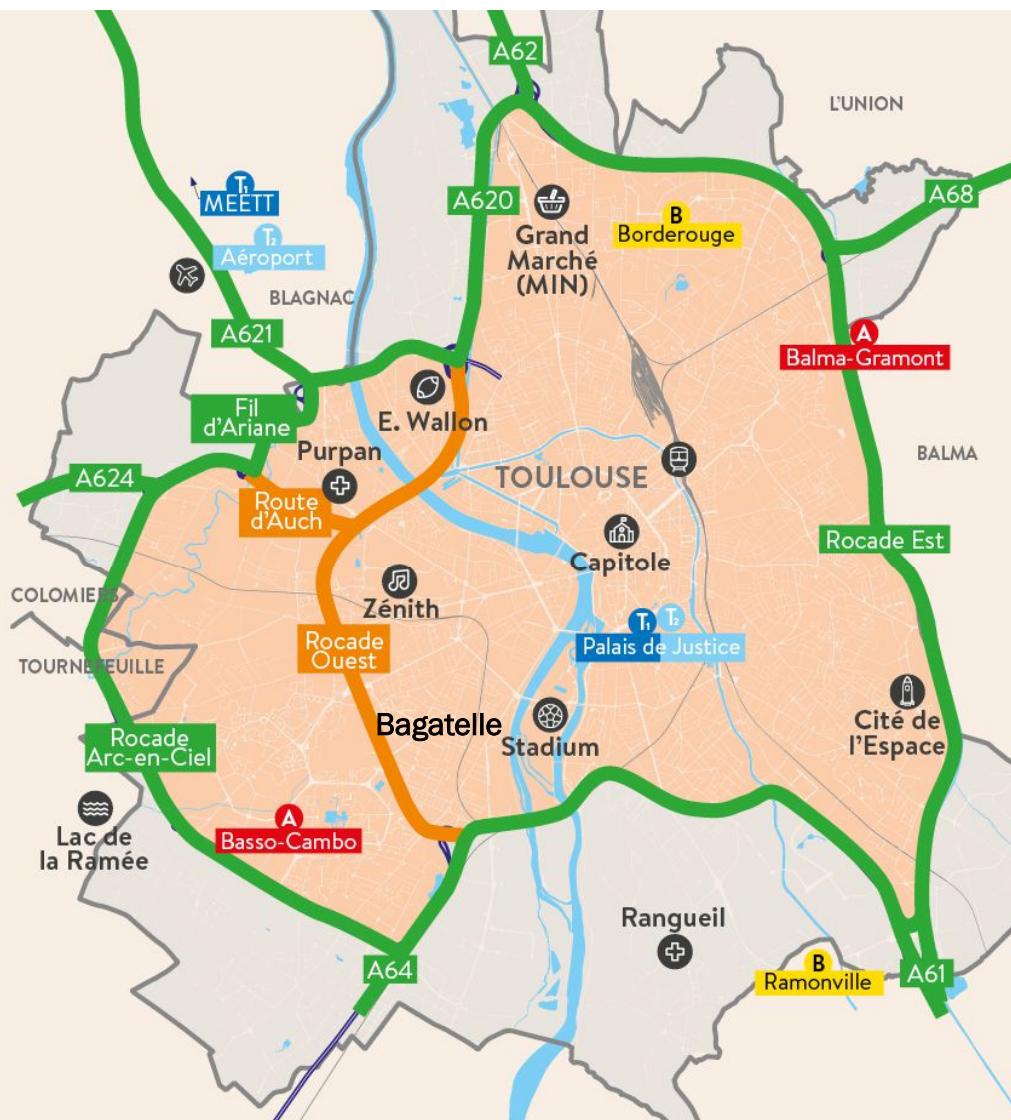 A62
L'UNION
A68
T1
MEETT
T2
Aéroport
A620
B
Borderouge
Grand
Marché
(MIN)
BLAGNAC
A621
A
Balma-Gramont
Fil
d'Ariane
E. Wallon
Purpan
BALMA
A624
TOULOUSE
Route
d'Auch
Rocade Est
Capitole
COLOMIERS
Zénith
T1 T2
Palais de Justice
Rocade
Ouest
TOURNEFEUILLE
Bagatelle
Stadium
Cité de
l'Espace
Rocade
Arc-en-Ciel
A
Basso-Cambo
Lac de
la Ramée
Rangueil
A64
B
Ramonville
A61